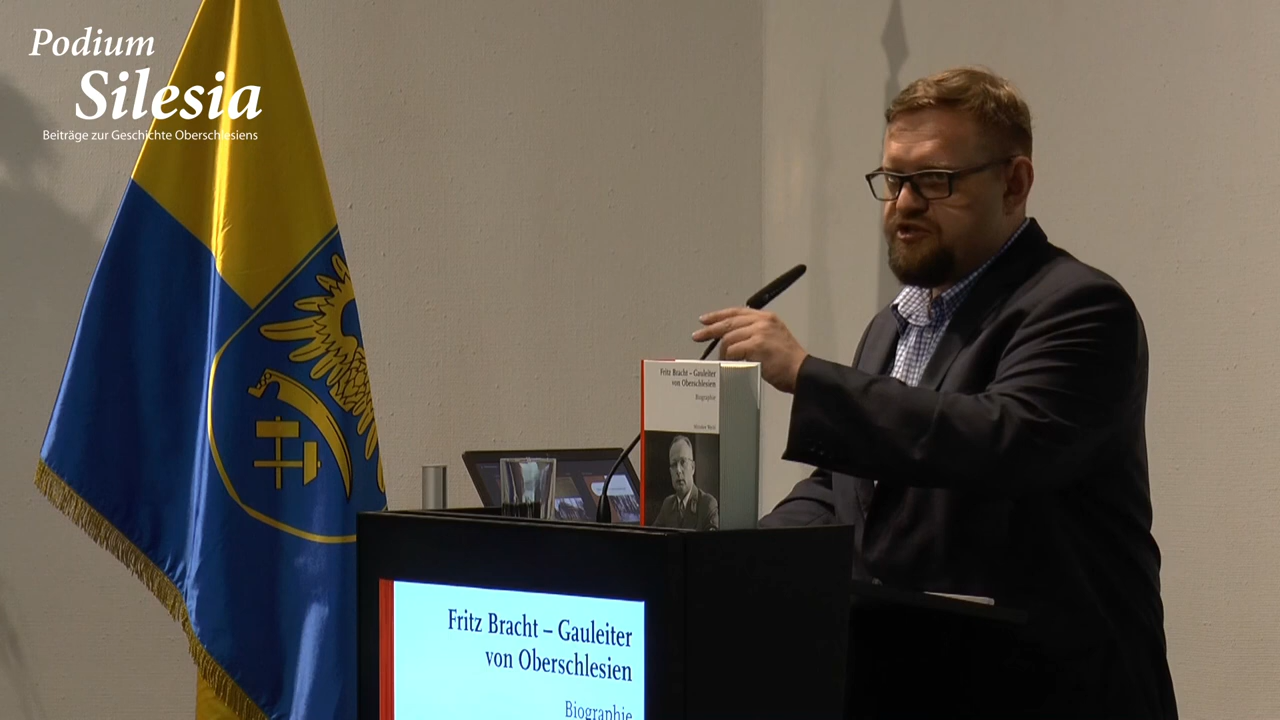 Podium
Silesia
Beiträge zur Geschichte Oberschlesiens
Fritz Bracht – Gauleiter
von Oberschlesien
Biographie
Fritz Bracht – Gauleiter
von Oberschlesien
Biographie